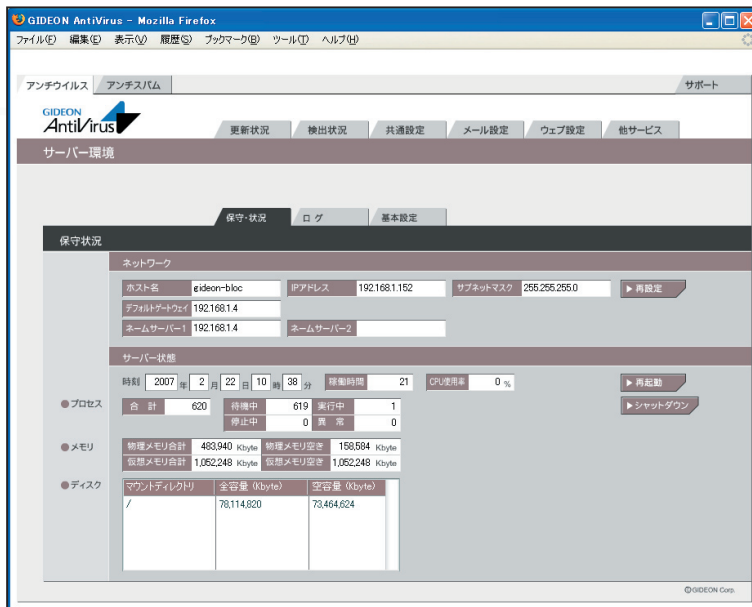 GIDEON AntiVirus - Mozilla Firefox
ファイル(F) 編集(E) 表示(V) 履歴(S) ブックマーク(B) ツール(T) ヘルプ(H)
アンチウイルス アンチスパム サポート
GIDEON AntiVirus
更新状況 検出状況 共通設定 メール設定 ウェブ設定 他サービス
サーバー環境
保守・状況 ログ 基本設定
保守状況
ネットワーク
ホスト名 gideon-bloc IPアドレス 192.168.1.152 サブネットマスク 255.255.255.0 ▶再設定
デフォルトゲートウェイ 192.168.1.4
ネームサーバー1 192.168.1.4 ネームサーバー2
サーバー状態
時刻 2007 年 2 月 22 日 10 時 38 分 稼働時間 21 CPU使用率 0 % ▶再起動
●プロセス 合計 620 待機中 619 実行中 1 ▶シャットダウン
停止中 0 異常 0
●メモリ 物理メモリ合計 483,940 Kbyte 物理メモリ空き 158,584 Kbyte
仮想メモリ合計 1,052,248 Kbyte 仮想メモリ空き 1,052,248 Kbyte
●ディスク マウントディレクトリ 全容量 (Kbyte) 空容量 (Kbyte)
/ 78,114,820 73,464,624
©GIDEON Corp.